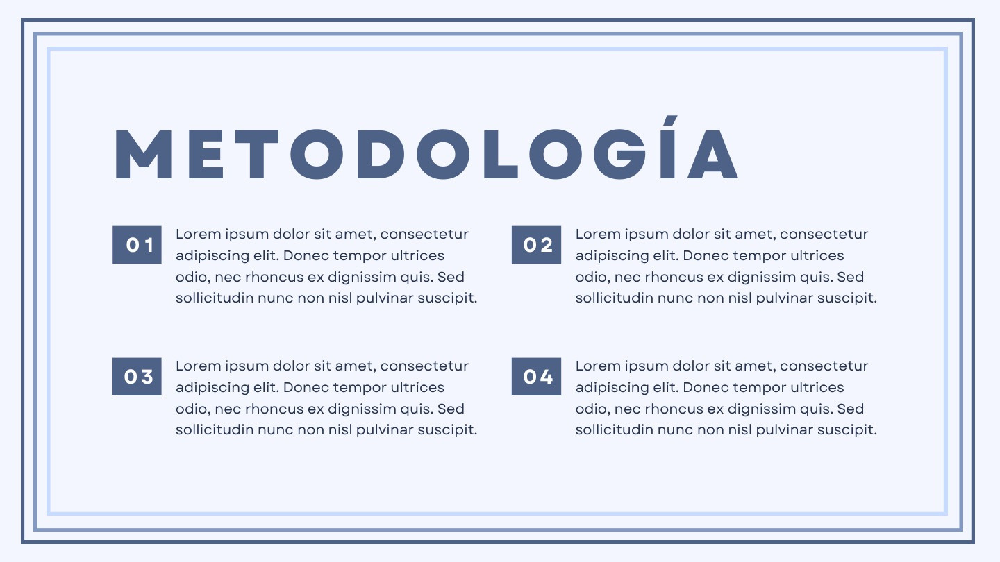 METODOLOGÍA
01
Lorem ipsum dolor sit amet, consectetur
adipiscing elit. Donec tempor ultrices
odio, nec rhoncus ex dignissim quis. Sed
sollicitudin nunc non nisl pulvinar suscipit.
02
Lorem ipsum dolor sit amet, consectetur
adipiscing elit. Donec tempor ultrices
odio, nec rhoncus ex dignissim quis. Sed
sollicitudin nunc non nisl pulvinar suscipit.
03
Lorem ipsum dolor sit amet, consectetur
adipiscing elit. Donec tempor ultrices
odio, nec rhoncus ex dignissim quis. Sed
sollicitudin nunc non nisl pulvinar suscipit.
04
Lorem ipsum dolor sit amet, consectetur
adipiscing elit. Donec tempor ultrices
odio, nec rhoncus ex dignissim quis. Sed
sollicitudin nunc non nisl pulvinar suscipit.